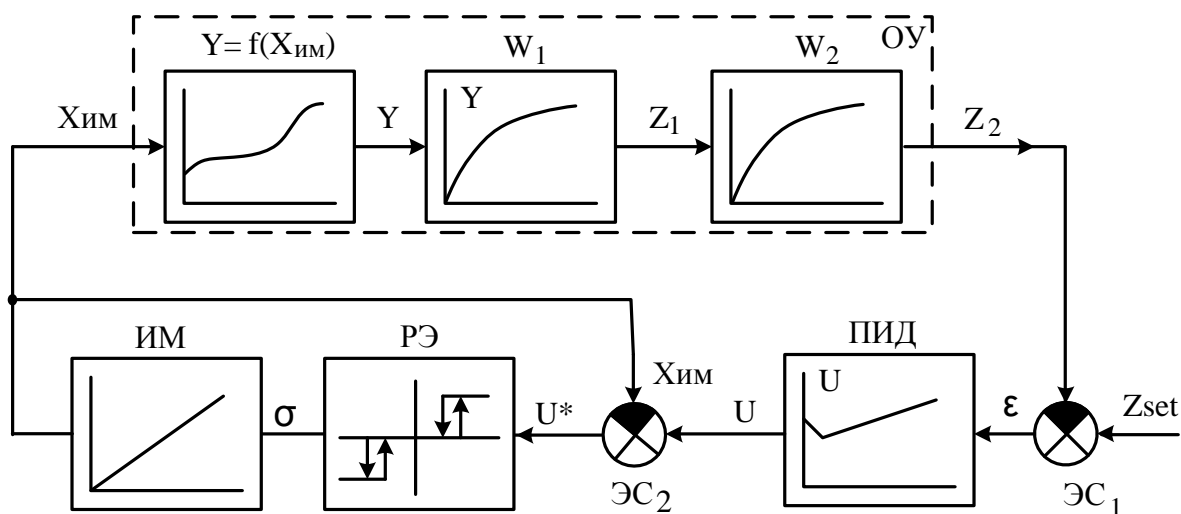 ОУ
Y= f(Xим)
W1
W2
Xим
Y
Y
Z1
Z2
ИМ
РЭ
ПИД
Xим
U
σ
U*
U
ε
Zset
ЭС2
ЭС1